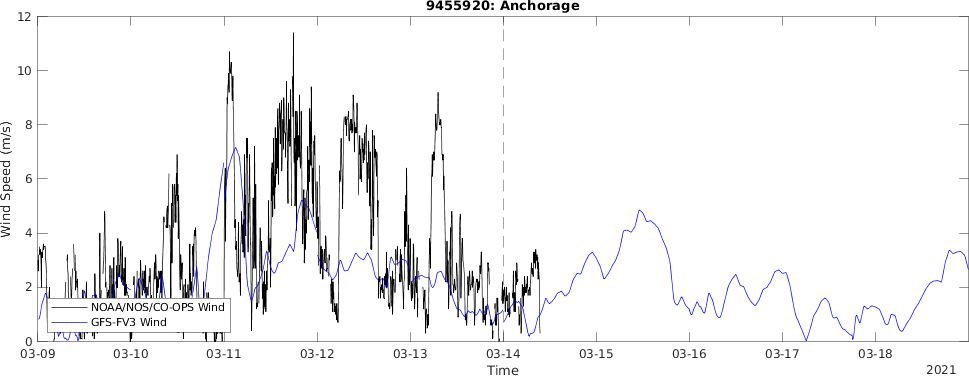 9455920: Anchorage
12
10
8
6
4
2
0
Wind Speed (m/s)
NOAA/NOS/CO-OPS Wind
GFS-FV3 Wind
03-09 03-10 03-11 03-12 03-13 03-14 03-15 03-16 03-17 03-18
Time
2021